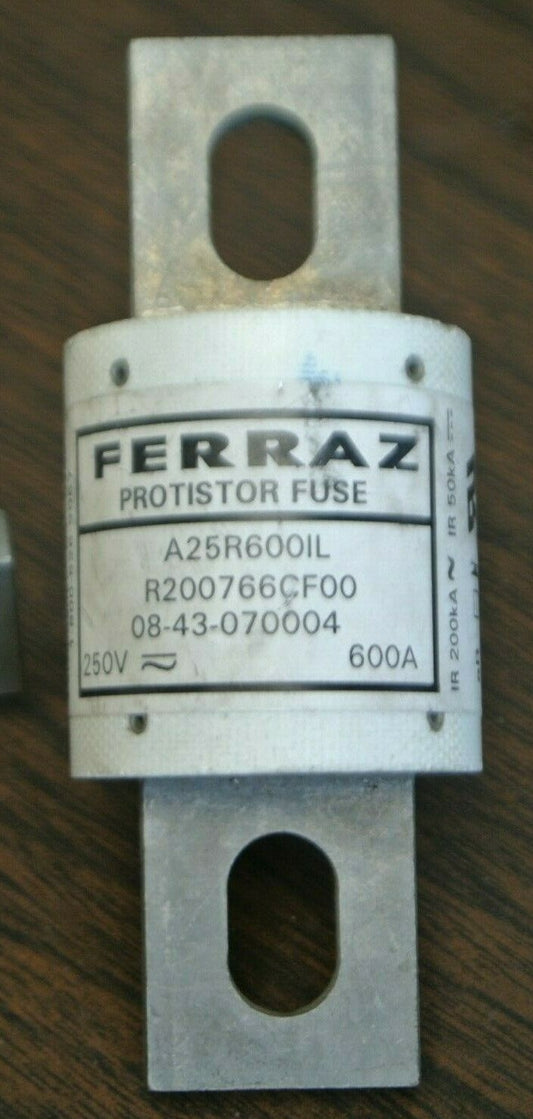 FERRAZ
PROTISTOR FUSE
A25R600IL
R200766CF00
08-43-070004
250V ⎓ 600A
IR 200kA ~ IR 50kA ⎓